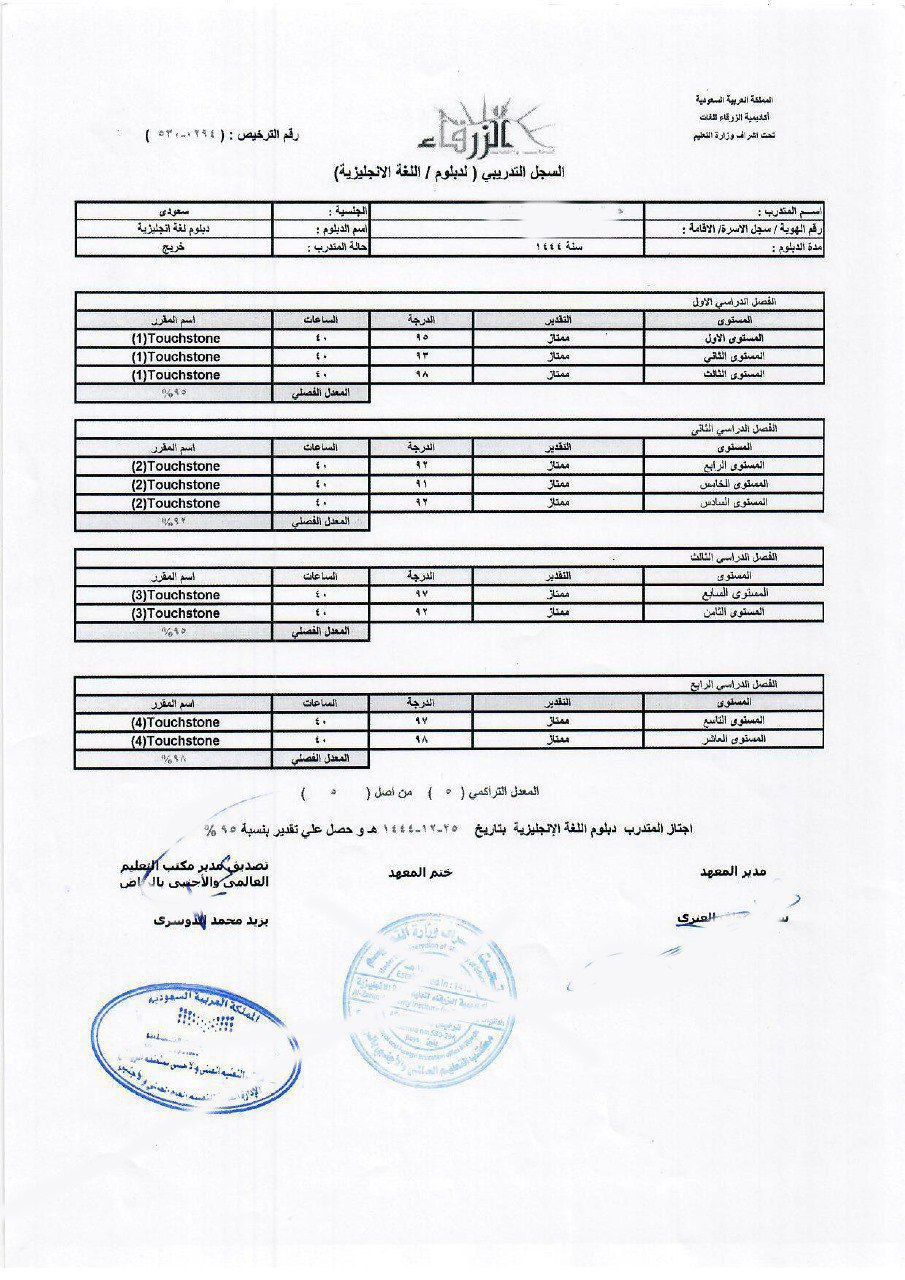 المملكة العربية السعودية
أكاديمية الزرقاء للغات
تحت اشراف وزارة التعليم
الزرقاء
رقم الترخيص : ( ٥٣٠-٠٢٩٤ )
السجل التدريبي ( لدبلوم / اللغة الانجليزية)
اسم المتدرب : الجنسية : سعودى
رقم الهوية / سجل الاسرة/ الاقامة : اسم الدبلوم : دبلوم لغة انجليزية
مدة الدبلوم : سنة ١٤٤٤ حالة المتدرب : خريج
الفصل الدراسي الاول
المستوى التقدير الدرجة الساعات اسم المقرر
المستوى الاول ممتاز ٩٥ ٤٠ (1)Touchstone
المستوى الثاني ممتاز ٩٣ ٤٠ (1)Touchstone
المستوى الثالث ممتاز ٩٨ ٤٠ (1)Touchstone
المعدل الفصلي ٩٥%
الفصل الدراسي الثاني
المستوى التقدير الدرجة الساعات اسم المقرر
المستوى الرابع ممتاز ٩٢ ٤٠ (2)Touchstone
المستوى الخامس ممتاز ٩١ ٤٠ (2)Touchstone
المستوى السادس ممتاز ٩٢ ٤٠ (2)Touchstone
المعدل الفصلي ٩٢%
الفصل الدراسي الثالث
المستوى التقدير الدرجة الساعات اسم المقرر
المستوى السابع ممتاز ٩٧ ٤٠ (3)Touchstone
المستوى الثامن ممتاز ٩٢ ٤٠ (3)Touchstone
المعدل الفصلي ٩٥%
الفصل الدراسي الرابع
المستوى التقدير الدرجة الساعات اسم المقرر
المستوى التاسع ممتاز ٩٧ ٤٠ (4)Touchstone
المستوى العاشر ممتاز ٩٨ ٤٠ (4)Touchstone
المعدل الفصلي ٩٨%
المعدل التراكمي ( ٥ ) من اصل ( ٥ )
اجتاز المتدرب دبلوم اللغة الإنجليزية بتاريخ ٢٥-١٢-١٤٤٤ هـ و حصل علي تقدير بنسبة ٩٥ %
مدير المعهد
ختم المعهد
تصديق مدير مكتب التعليم
العالمى والأجنبى
العنزى
يزيد محمد الدوسرى
المملكة العربية السعودية
مكتب التعليم العالمي والأجنبي